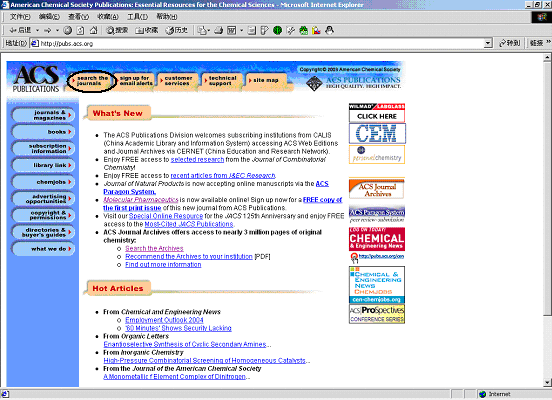 American Chemical Society Publications: Essential Resources for the Chemical Sciences - Microsoft Internet Explorer
文件(F) 编辑(E) 查看(V) 收藏(A) 工具(T) 帮助(H)
后退 搜索 收藏 历史
地址(D) http://pubs.acs.org 转到 链接
Copyright © 2003 American Chemical Society
ACS
PUBLICATIONS
search the journals
sign up for email alerts
customer services
technical support
site map
ACS PUBLICATIONS
HIGH QUALITY. HIGH IMPACT.
journals & magazines
books
subscription information
library link
chemjobs
advertising opportunities
copyright & permissions
directories & buyer's guides
what we do
What's New
The ACS Publications Division welcomes subscribing institutions from CALIS
(China Academic Library and Information System) accessing ACS Web Editions
and Journal Archives via CERNET (China Education and Research Network).
Enjoy FREE access to selected research from the Journal of Combinatorial
Chemistry!
Enjoy FREE access to recent articles from I&EC Research.
Journal of Natural Products is now accepting online manuscripts via the ACS
Paragon System.
Molecular Pharmaceutics is now available online! Sign up now for a FREE copy of
the first print issue of this new journal from ACS Publications.
Visit our Special Online Resource for the JACS 125th Anniversary and enjoy FREE
access to the Most-Cited JACS Publications.
ACS Journal Archives offers access to nearly 3 million pages of original
chemistry:
Search the Archives
Recommend the Archives to your institution [PDF]
Find out more information
Hot Articles
From Chemical and Engineering News
Employment Outlook 2004
'60 Minutes' Shows Security Lacking
From Organic Letters
Enantioselective Synthesis of Cyclic Secondary Amines...
From Inorganic Chemistry
High-Pressure Combinatorial Screening of Homogeneous Catalysts...
From the Journal of the American Chemical Society
A Monometallic f Element Complex of Dinitrogen...
WILMAD LABGLASS
CLICK HERE
CEM
personalchemistry
ACS Journal
Archives
ACS Paragon System
peer review submission
LOG ON TODAY!
CHEMICAL
& ENGINEERING
NEWS
http://pubs.acs.org/cen
CHEMICAL &
ENGINEERING
NEWS
CHEMJOBS
cen-chemjobs.org
ACS ProSpectives
CONFERENCE SERIES
Internet